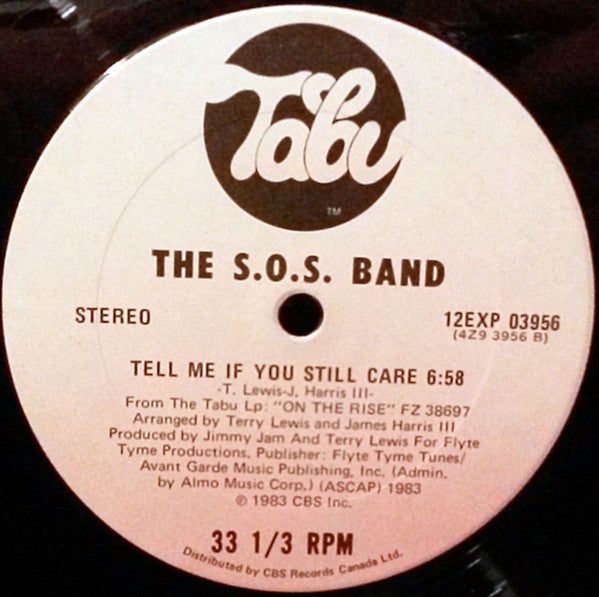 Tabu
TM
THE S.O.S. BAND
STEREO
12EXP 03956
(4Z9 3956 B)
TELL ME IF YOU STILL CARE 6:58
-T. Lewis-J. Harris III-
From The Tabu Lp: "ON THE RISE" FZ 38697
Arranged by Terry Lewis and James Harris III
Produced by Jimmy Jam And Terry Lewis For Flyte
Tyme Productions. Publisher: Flyte Tyme Tunes/
Avant Garde Music Publishing, Inc. (Admin.
by Almo Music Corp.) (ASCAP) 1983
℗ 1983 CBS Inc.
33 1/3 RPM
Distributed by CBS Records Canada Ltd.